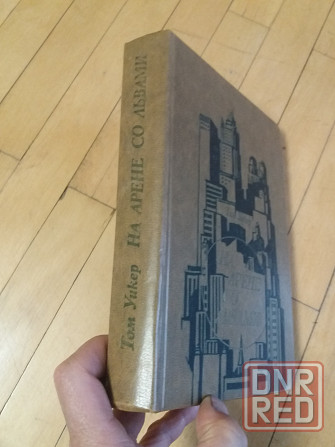 Том Уикер НА АРЕНЕ СО ЛЬВАМИ
DNR
RED